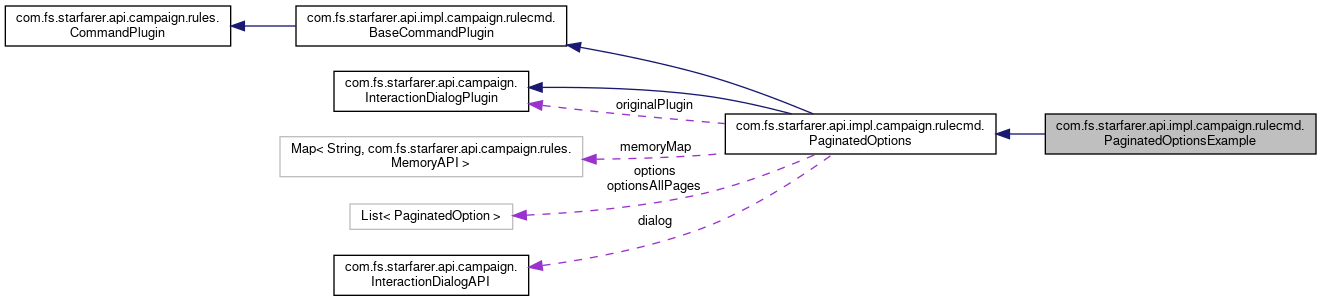 com.fs.starfarer.api.campaign.rules.
CommandPlugin
com.fs.starfarer.api.impl.campaign.rulecmd.
BaseCommandPlugin
com.fs.starfarer.api.campaign.
InteractionDialogPlugin
originalPlugin
com.fs.starfarer.api.impl.campaign.rulecmd.
PaginatedOptions
com.fs.starfarer.api.impl.campaign.rulecmd.
PaginatedOptionsExample
Map< String, com.fs.starfarer.api.campaign.rules.
MemoryAPI >
memoryMap
options
optionsAllPages
List< PaginatedOption >
dialog
com.fs.starfarer.api.campaign.
InteractionDialogAPI